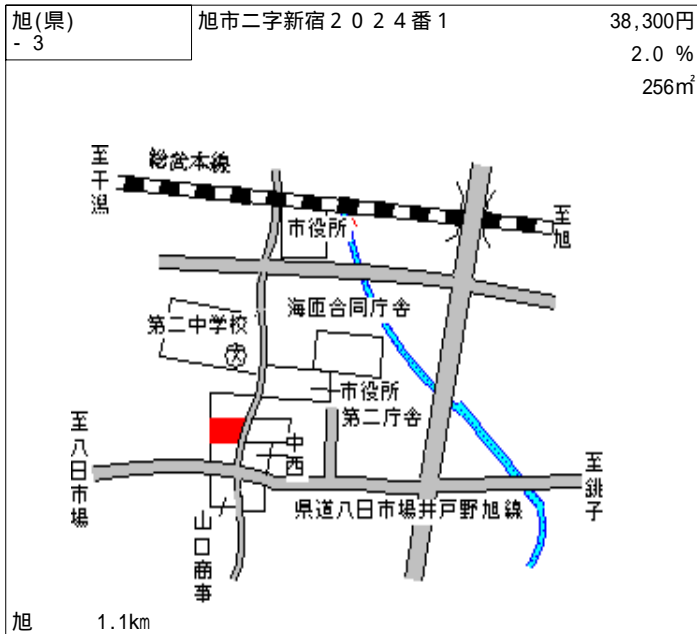 旭(県)
- 3
旭市二字新宿２０２４番１
38,300円
2.0 %
256㎡
至干潟
総武本線
至旭
市役所
海匝合同庁舎
第二中学校
文
市役所
第二庁舎
至八日市場
中西
至銚子
県道八日市場井戸野旭線
山口商事
旭 1.1km